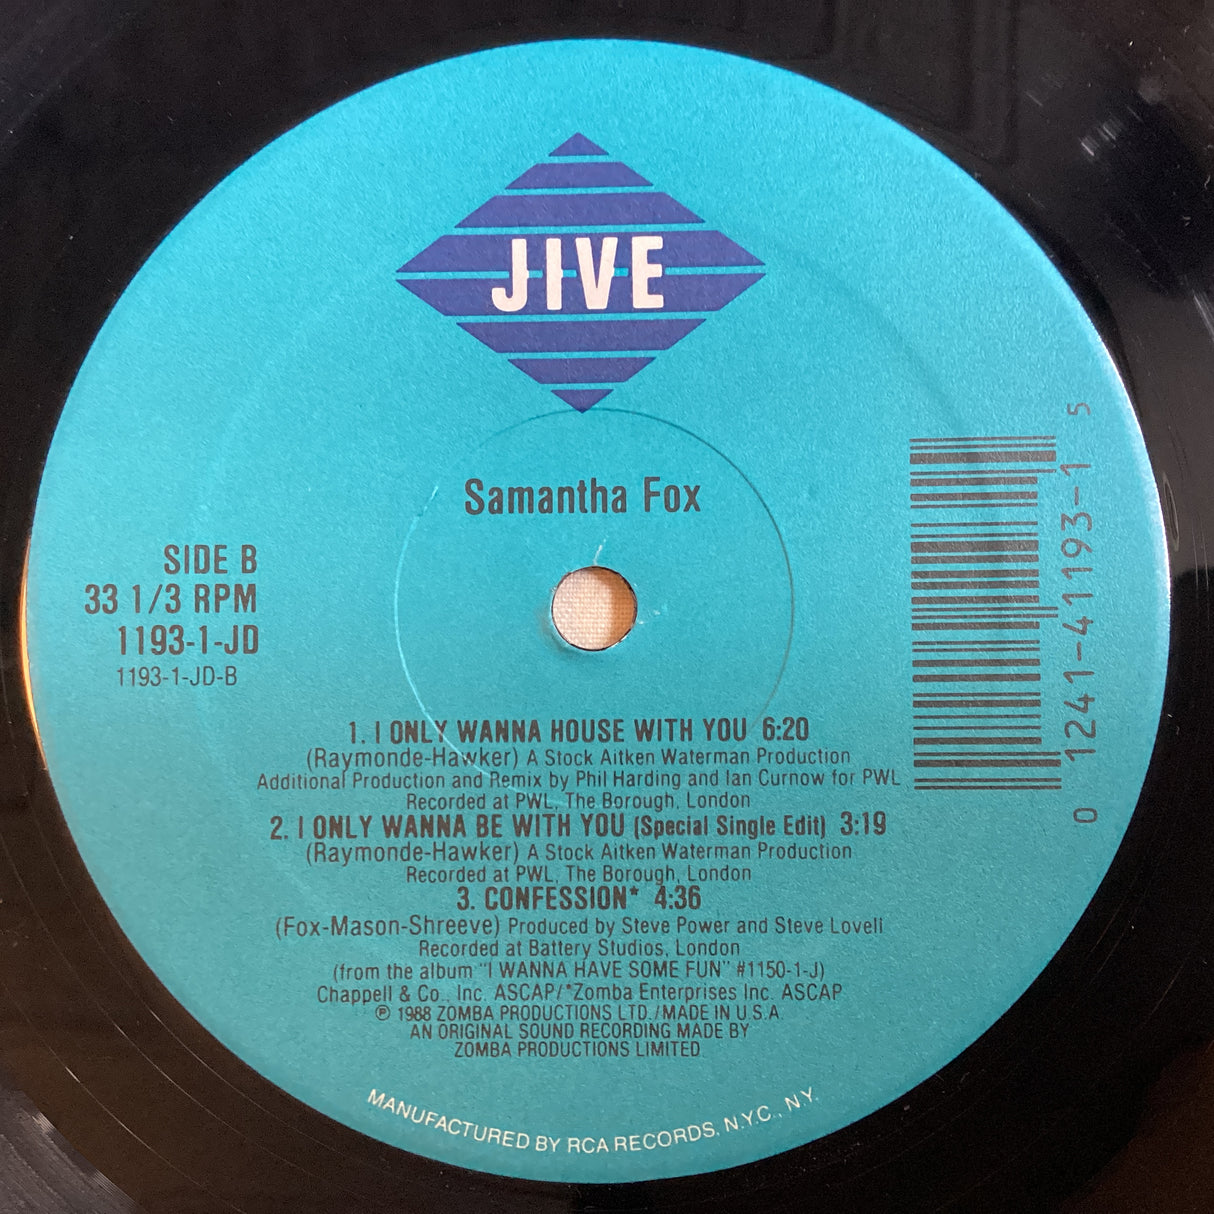 JIVE
Samantha Fox
SIDE B
33 1/3 RPM
1193-1-JD
1193-1-JD-B
0 1241-41193-1 5
1. I ONLY WANNA HOUSE WITH YOU 6:20
(Raymonde-Hawker) A Stock Aitken Waterman Production
Additional Production and Remix by Phil Harding and Ian Curnow for PWL
Recorded at PWL, The Borough, London
2. I ONLY WANNA BE WITH YOU (Special Single Edit) 3:19
(Raymonde-Hawker) A Stock Aitken Waterman Production
Recorded at PWL, The Borough, London
3. CONFESSION* 4:36
(Fox-Mason-Shreeve) Produced by Steve Power and Steve Lovell
Recorded at Battery Studios, London
(from the album "I WANNA HAVE SOME FUN" #1150-1-J)
Chappell & Co., Inc. ASCAP/*Zomba Enterprises Inc. ASCAP
℗ 1988 ZOMBA PRODUCTIONS LTD./MADE IN U.S.A.
AN ORIGINAL SOUND RECORDING MADE BY
ZOMBA PRODUCTIONS LIMITED.
MANUFACTURED BY RCA RECORDS, N.Y.C., N.Y.